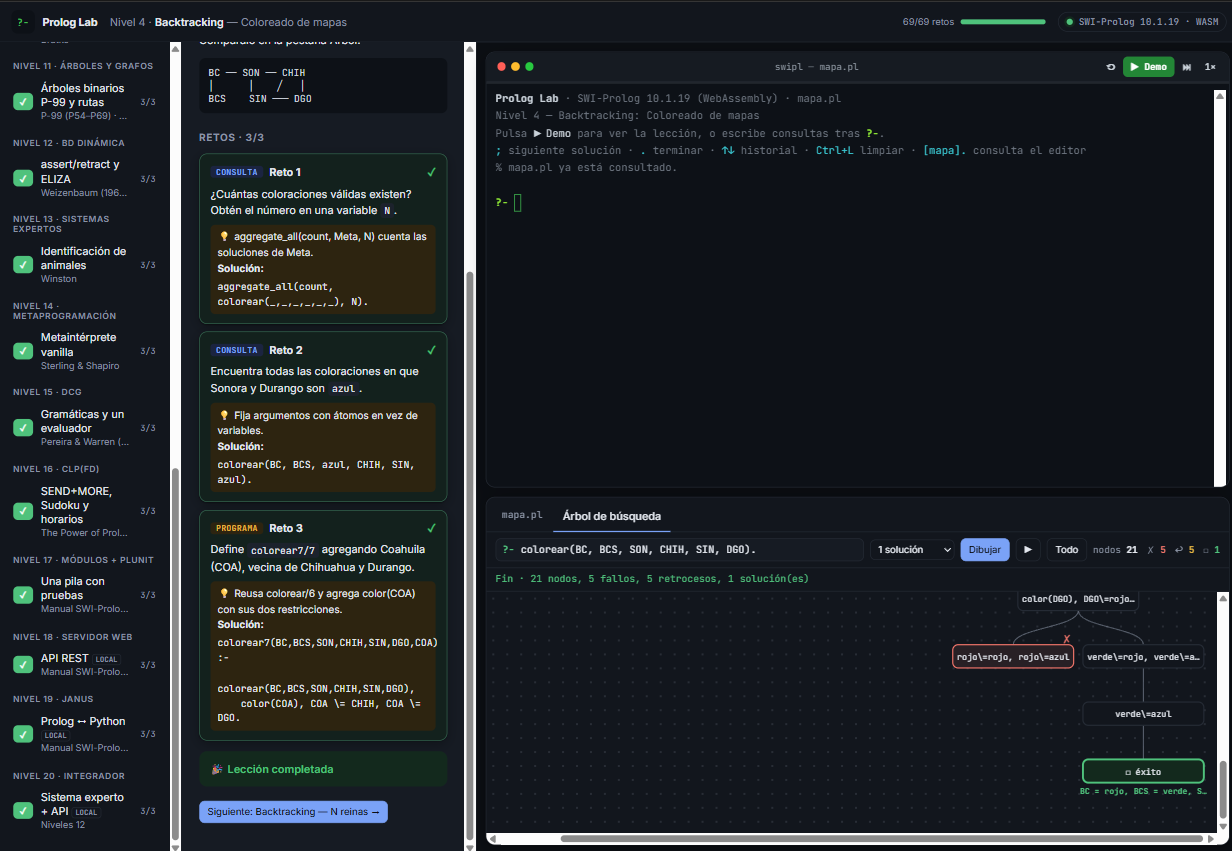 ?- Prolog Lab Nivel 4 · Backtracking — Coloreado de mapas
69/69 retos
SWI-Prolog 10.1.19 · WASM
NIVEL 11 · ÁRBOLES Y GRAFOS
Árboles binarios
P-99 y rutas
P-99 (P54-P69) · ...
3/3
NIVEL 12 · BD DINÁMICA
assert/retract y
ELIZA
Weizenbaum (196...
3/3
NIVEL 13 · SISTEMAS
EXPERTOS
Identificación de
animales
Winston
3/3
NIVEL 14 ·
METAPROGRAMACIÓN
Metaintérprete
vanilla
Sterling & Shapiro
3/3
NIVEL 15 · DCG
Gramáticas y un
evaluador
Pereira & Warren (...
3/3
NIVEL 16 · CLP(FD)
SEND+MORE,
Sudoku y
horarios
The Power of Prol...
3/3
NIVEL 17 · MÓDULOS + PLUNIT
Una pila con
pruebas
Manual SWI-Prolo...
3/3
NIVEL 18 · SERVIDOR WEB
API REST LOCAL
Manual SWI-Prolo...
3/3
NIVEL 19 · JANUS
Prolog ↔ Python
LOCAL
Manual SWI-Prolo...
3/3
NIVEL 20 · INTEGRADOR
Sistema experto
+ API LOCAL
Niveles 12
3/3
BC — SON — CHIH
BCS SIN — DGO
RETOS · 3/3
CONSULTA Reto 1 ✓
¿Cuántas coloraciones válidas existen?
Obtén el número en una variable N.
💡 aggregate_all(count, Meta, N) cuenta las
soluciones de Meta.
Solución:
aggregate_all(count,
colorear(_,_,_,_,_,_), N).
CONSULTA Reto 2 ✓
Encuentra todas las coloraciones en que
Sonora y Durango son azul.
💡 Fija argumentos con átomos en vez de
variables.
Solución:
colorear(BC, BCS, azul, CHIH, SIN,
azul).
PROGRAMA Reto 3 ✓
Define colorear7/7 agregando Coahuila
(COA), vecina de Chihuahua y Durango.
💡 Reusa colorear/6 y agrega color(COA)
con sus dos restricciones.
Solución:
colorear7(BC,BCS,SON,CHIH,SIN,DGO,COA)
:-
colorear(BC,BCS,SON,CHIH,SIN,DGO),
color(COA), COA \= CHIH, COA \=
DGO.
🎉 Lección completada
Siguiente: Backtracking — N reinas →
swipl — mapa.pl
▶ Demo
1×
Prolog Lab · SWI-Prolog 10.1.19 (WebAssembly) · mapa.pl
Nivel 4 — Backtracking: Coloreado de mapas
Pulsa ▶ Demo para ver la lección, o escribe consultas tras ?-.
; siguiente solución · . terminar · ↑↓ historial · Ctrl+L limpiar · [mapa]. consulta el editor
% mapa.pl ya está consultado.
?-
mapa.pl
Árbol de búsqueda
?- colorear(BC, BCS, SON, CHIH, SIN, DGO).
1 solución
Dibujar
▶
Todo
nodos 21 ✗ 5 ↩ 5 ▫ 1
Fin · 21 nodos, 5 fallos, 5 retrocesos, 1 solución(es)
color(DGO), DGO\=rojo…
✗
rojo\=rojo, rojo\=azul
verde\=rojo, verde\=a…
verde\=azul
▫ éxito
BC = rojo, BCS = verde, S…